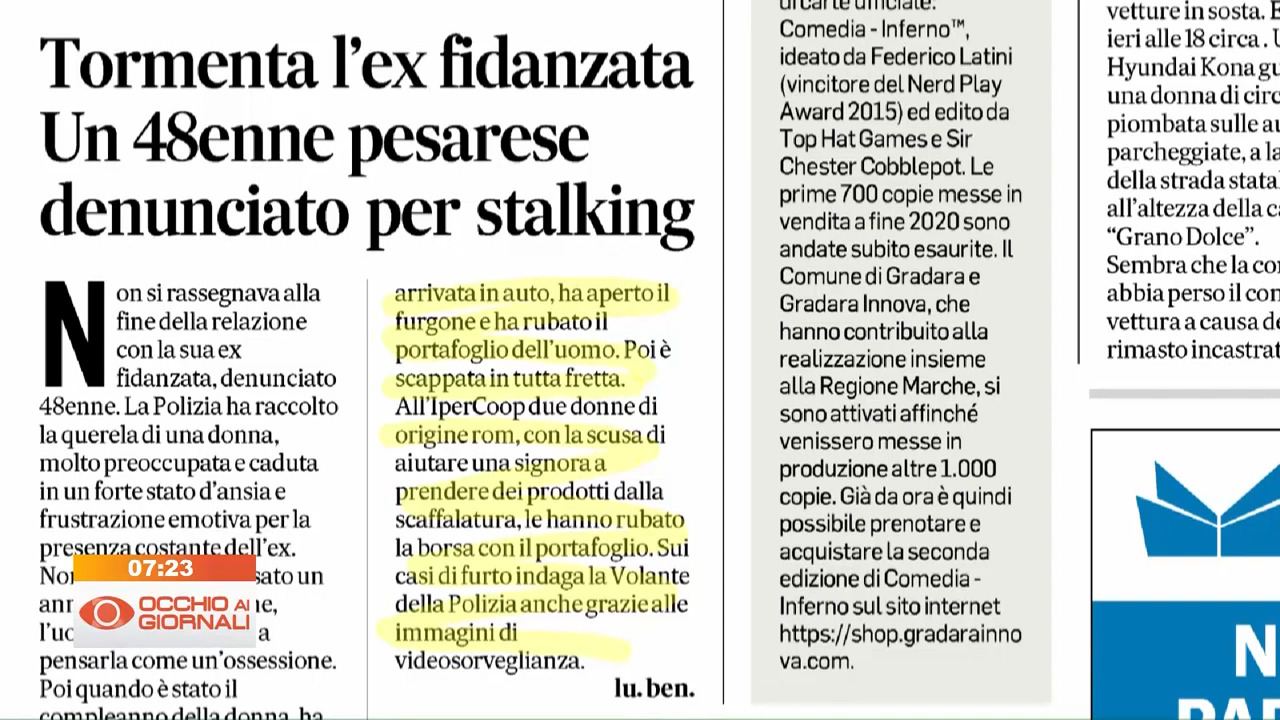 Tormenta l'ex fidanzata
Un 48enne pesarese
denunciato per stalking
Non si rassegnava alla
fine della relazione
con la sua ex
fidanzata, denunciato
48enne. La Polizia ha raccolto
la querela di una donna,
molto preoccupata e caduta
in un forte stato d'ansia e
frustrazione emotiva per la
presenza costante dell'ex.
un
a
pensarla come un'ossessione.
Poi quando è stato il
compleanno della donna, ha
07:23
OCCHIO AI
GIORNALI
arrivata in auto, ha aperto il
furgone e ha rubato il
portafoglio dell'uomo. Poi è
scappata in tutta fretta.
All'IperCoop due donne di
origine rom, con la scusa di
aiutare una signora a
prendere dei prodotti dalla
scaffalatura, le hanno rubato
la borsa con il portafoglio. Sui
casi di furto indaga la Volante
della Polizia anche grazie alle
immagini di
videosorveglianza.
lu. ben.
Comedia - Inferno™,
ideato da Federico Latini
(vincitore del Nerd Play
Award 2015) ed edito da
Top Hat Games e Sir
Chester Cobblepot. Le
prime 700 copie messe in
vendita a fine 2020 sono
andate subito esaurite. Il
Comune di Gradara e
Gradara Innova, che
hanno contribuito alla
realizzazione insieme
alla Regione Marche, si
sono attivati affinché
venissero messe in
produzione altre 1.000
copie. Già da ora è quindi
possibile prenotare e
acquistare la seconda
edizione di Comedia -
Inferno sul sito internet
https://shop.gradarainno
va.com.
vetture in sosta.
ieri alle 18 circa.
Hyundai Kona
una donna di
piombata sulle
parcheggiate, a
della strada
all'altezza della
“Grano Dolce”.
Sembra che la
abbia perso il
vettura a causa
rimasto